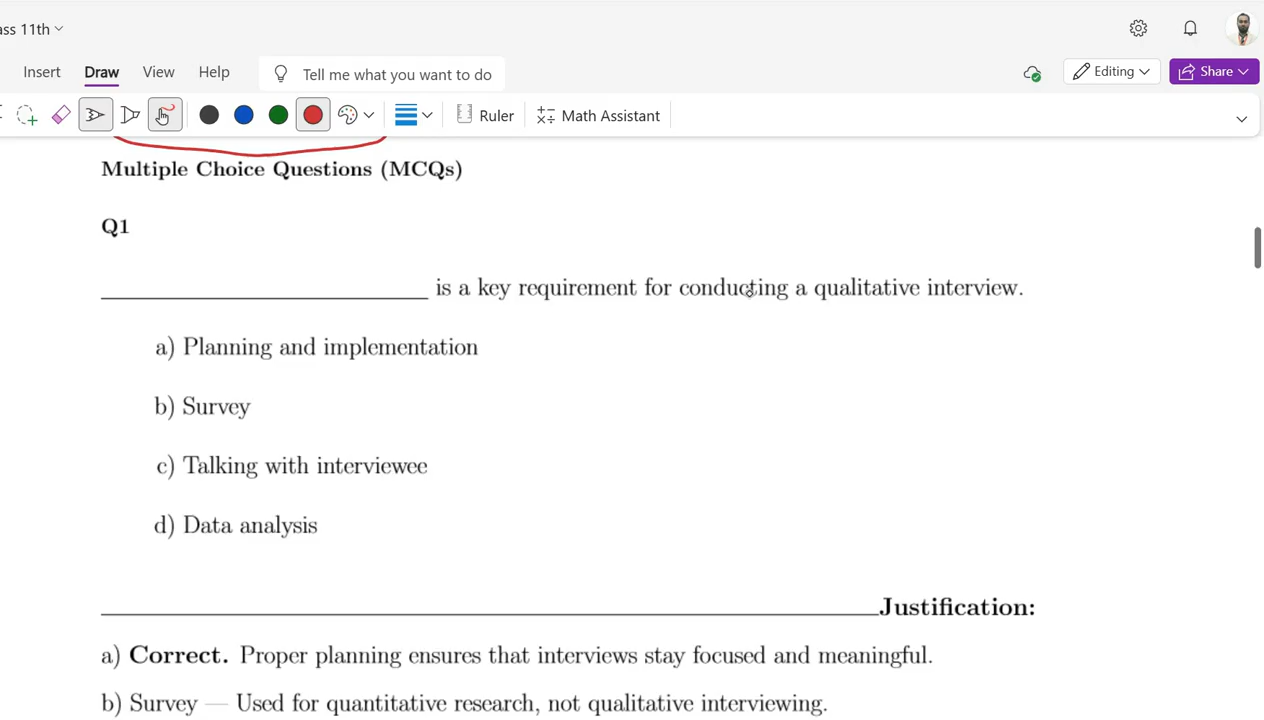 ass 11th
Insert Draw View Help Tell me what you want to do Editing Share
Ruler Math Assistant
Multiple Choice Questions (MCQs)
Q1
____________________ is a key requirement for conducting a qualitative interview.
a) Planning and implementation
b) Survey
c) Talking with interviewee
d) Data analysis
____________________Justification:
a) Correct. Proper planning ensures that interviews stay focused and meaningful.
b) Survey — Used for quantitative research, not qualitative interviewing.